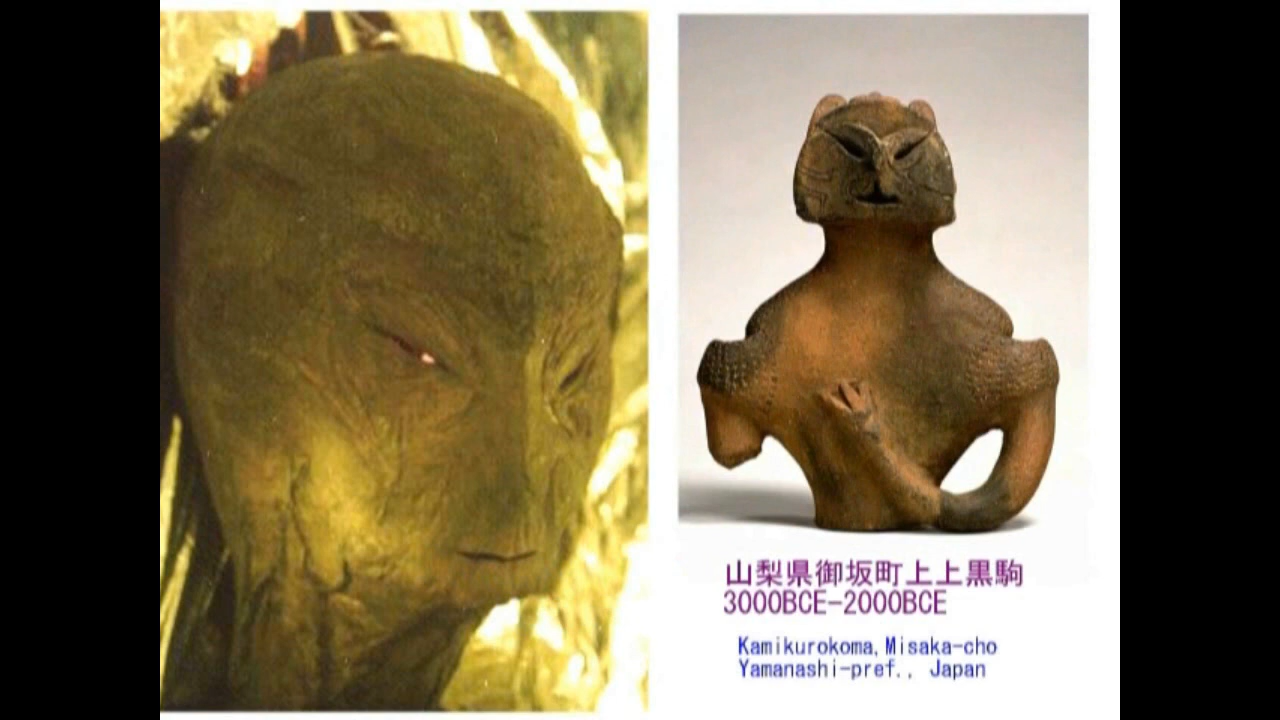 山梨県御坂町上上黒駒
3000BCE-2000BCE
Kamikurokoma,Misaka-cho
Yamanashi-pref., Japan